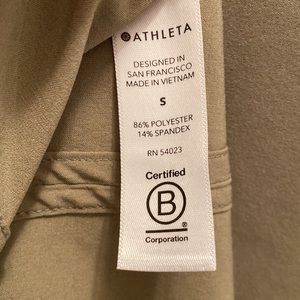 ATHLETA
DESIGNED IN
SAN FRANCISCO
MADE IN VIETNAM
S
86% POLYESTER
14% SPANDEX
RN 54023
Certified
B
®
Corporation